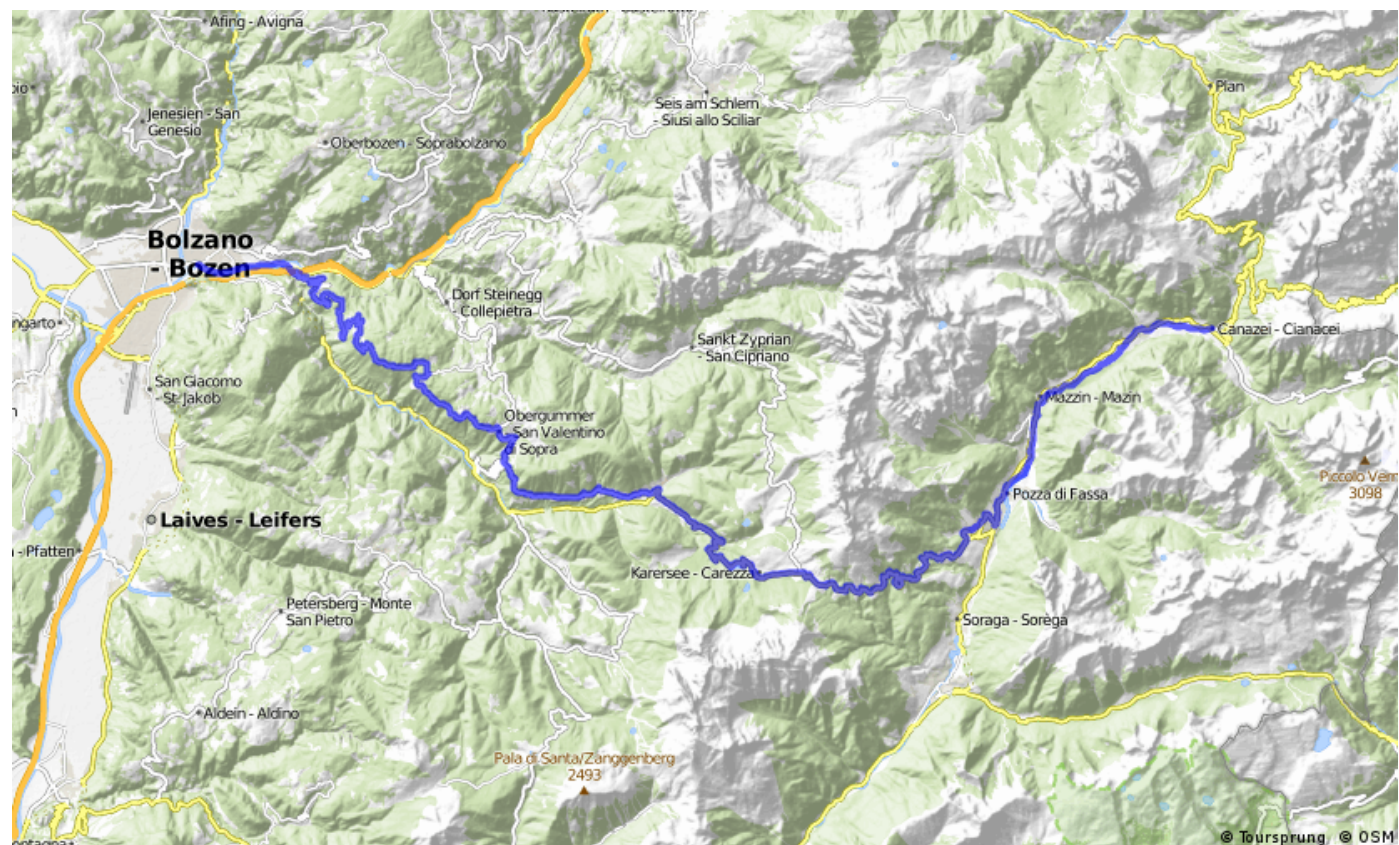 Afing - Avigna
Plan
Seis am Schlern
- Siusi allo Sciliar
Jenesien - San
Genesio
Oberbozen - Soprabolzano
Bolzano
- Bozen
Dorf Steinegg
- Collepietra
Canazei - Cianacei
Sankt Zyprian
- San Cipriano
San Giacomo
- St Jakob
Mazzin - Mazin
Obergummer
- San Valentino
di Sopra
Piccolo Vern
3098
Pozza di Fassa
Laives - Leifers
- Pfatten
Karersee - Carezza
Petersberg - Monte
San Pietro
Soraga - Sorèga
Aldein - Aldino
Pala di Santa/Zanggenberg
2493
© Toursprung © OSM